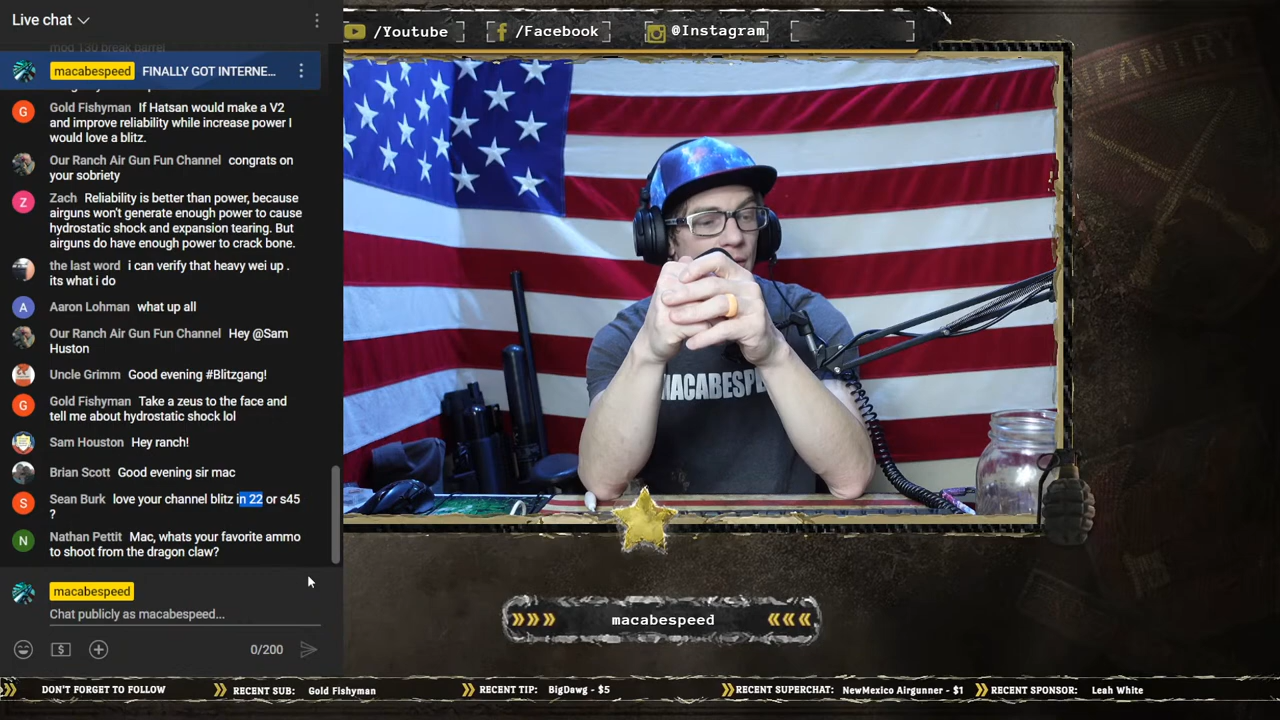 Live chat
mod 130 break barrel
macabespeed FINALLY GOT INTERNE...
Gold Fishyman If Hatsan would make a V2
and improve reliability while increase power I
would love a blitz.
Our Ranch Air Gun Fun Channel congrats on
your sobriety
Zach Reliability is better than power, because
airguns won't generate enough power to cause
hydrostatic shock and expansion tearing. But
airguns do have enough power to crack bone.
the last word i can verify that heavy wei up .
its what i do
Aaron Lohman what up all
Our Ranch Air Gun Fun Channel Hey @Sam
Huston
Uncle Grimm Good evening #Blitzgang!
Gold Fishyman Take a zeus to the face and
tell me about hydrostatic shock lol
Sam Houston Hey ranch!
Brian Scott Good evening sir mac
Sean Burk love your channel blitz in 22 or s45
?
Nathan Pettit Mac, whats your favorite ammo
to shoot from the dragon claw?
macabespeed
Chat publicly as macabespeed...
0/200
/Youtube
/Facebook
@Instagram
INFANTRY
MACABESPE
macabespeed
DON'T FORGET TO FOLLOW
RECENT SUB: Gold Fishyman
RECENT TIP: BigDawg - $5
RECENT SUPERCHAT: NewMexico Airgunner - $1
RECENT SPONSOR: Leah White